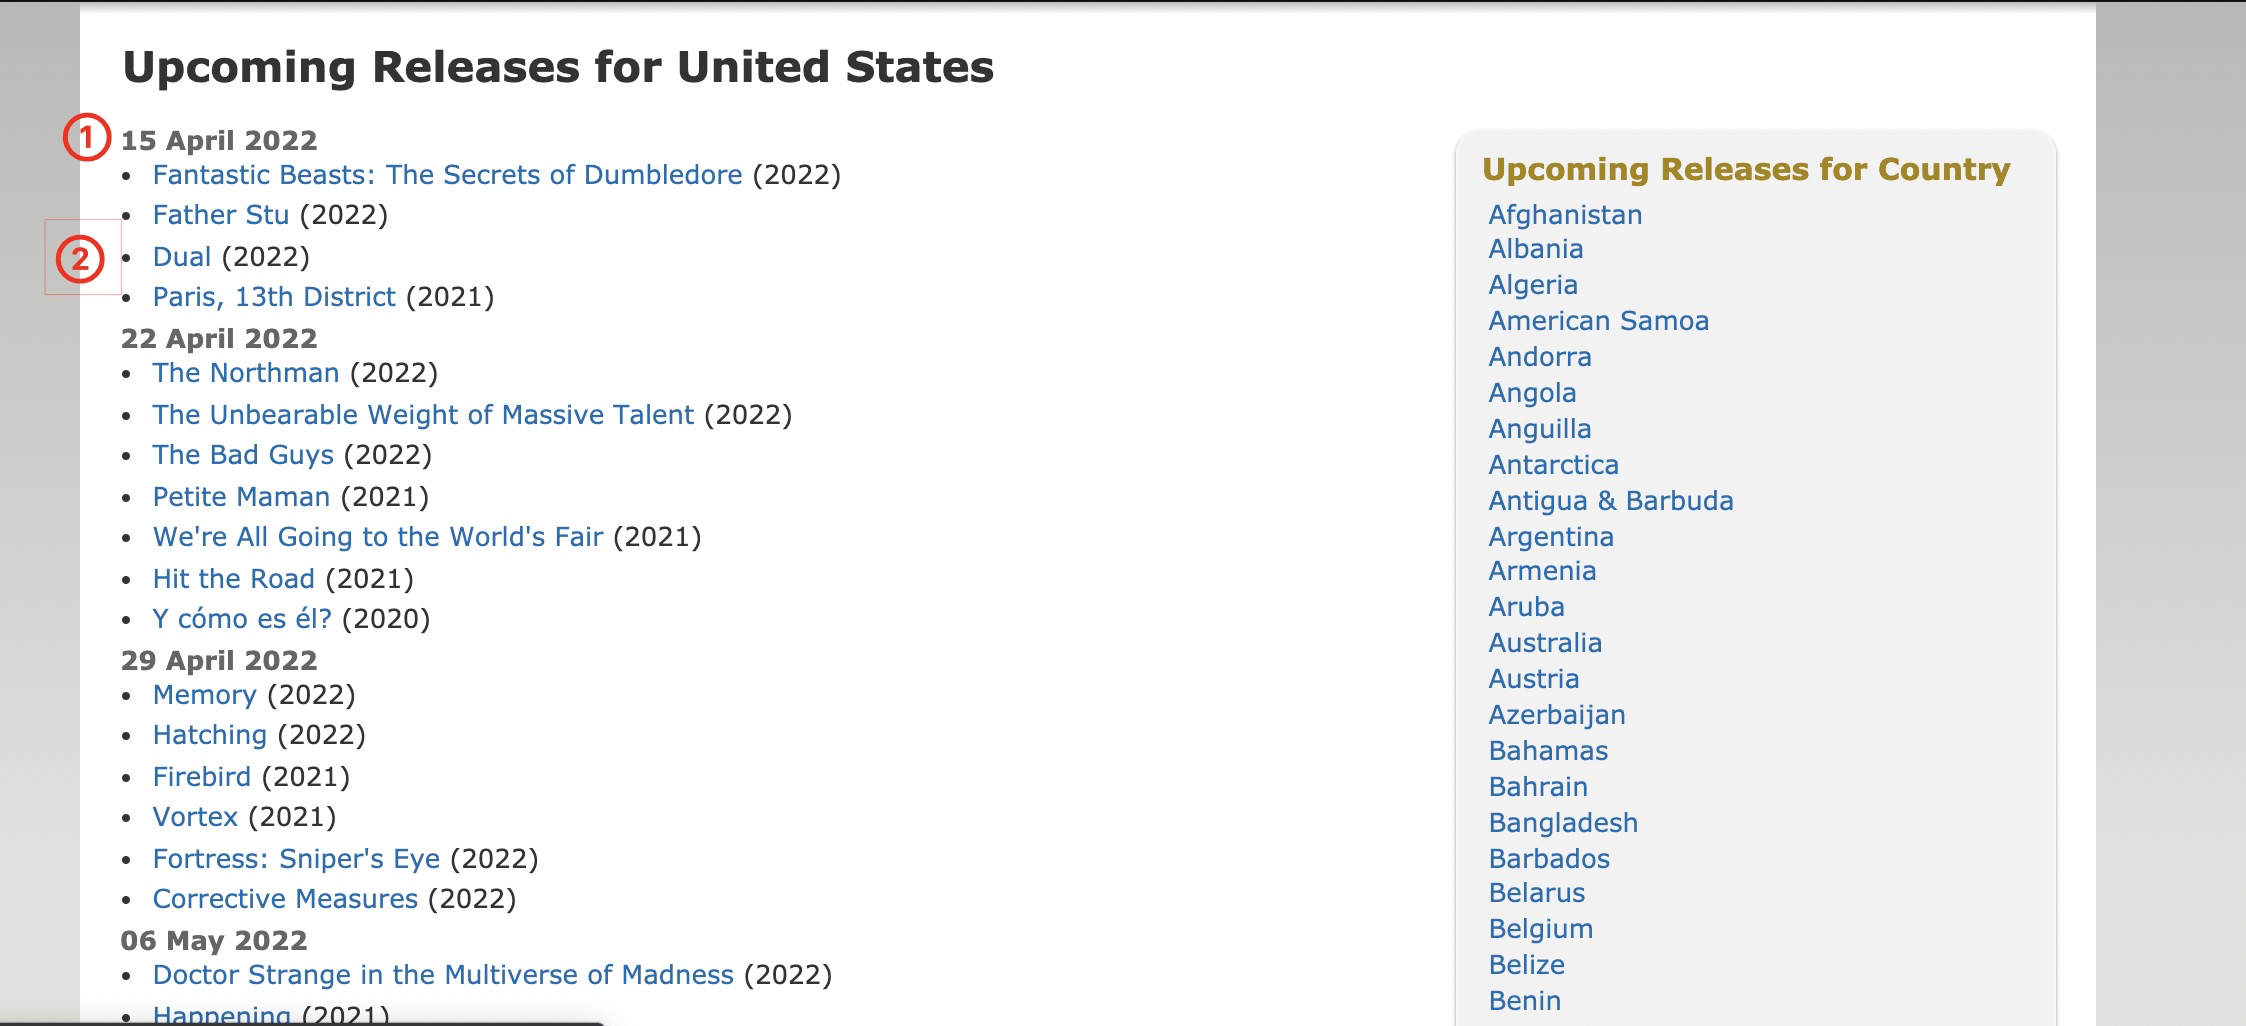 Upcoming Releases for United States
1
15 April 2022
Fantastic Beasts: The Secrets of Dumbledore (2022)
Father Stu (2022)
2
Dual (2022)
Paris, 13th District (2021)
22 April 2022
The Northman (2022)
The Unbearable Weight of Massive Talent (2022)
The Bad Guys (2022)
Petite Maman (2021)
We're All Going to the World's Fair (2021)
Hit the Road (2021)
Y cómo es él? (2020)
29 April 2022
Memory (2022)
Hatching (2022)
Firebird (2021)
Vortex (2021)
Fortress: Sniper's Eye (2022)
Corrective Measures (2022)
06 May 2022
Doctor Strange in the Multiverse of Madness (2022)
Happening (2021)
Upcoming Releases for Country
Afghanistan
Albania
Algeria
American Samoa
Andorra
Angola
Anguilla
Antarctica
Antigua & Barbuda
Argentina
Armenia
Aruba
Australia
Austria
Azerbaijan
Bahamas
Bahrain
Bangladesh
Barbados
Belarus
Belgium
Belize
Benin